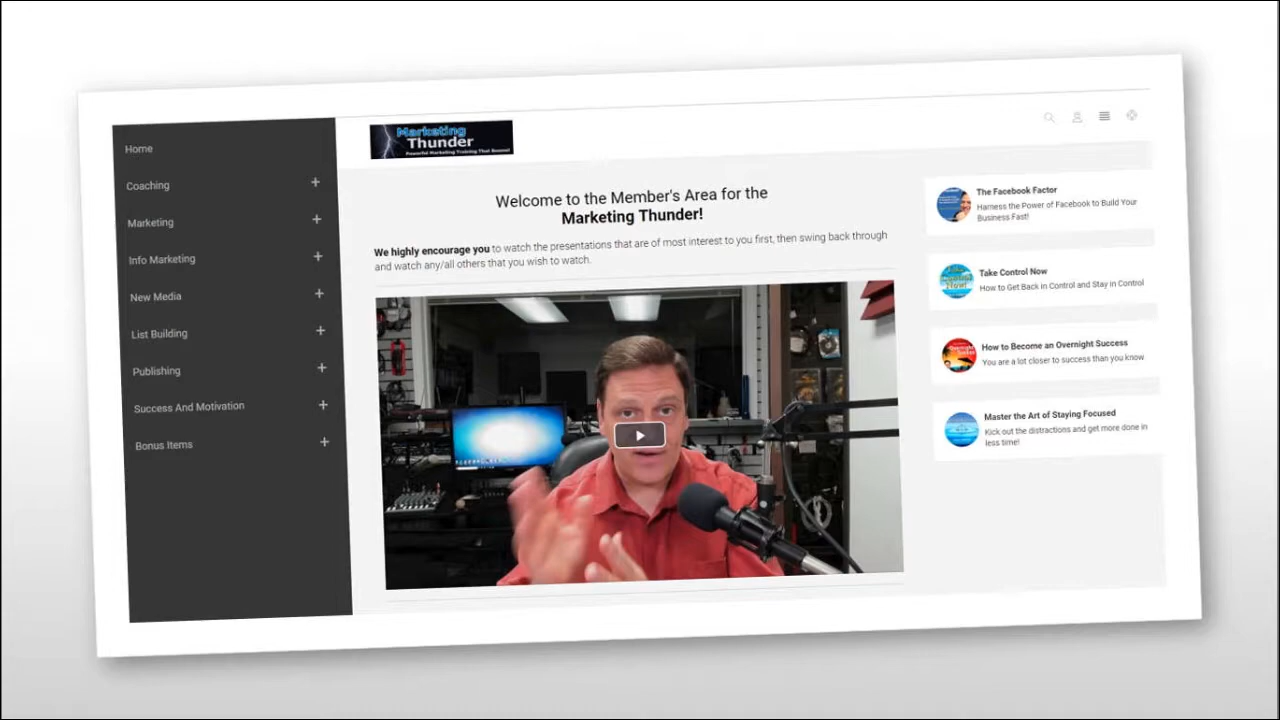 Home
Coaching
Marketing
Info Marketing
New Media
List Building
Publishing
Success And Motivation
Bonus Items
Marketing
Thunder
Powerful Marketing Training That Booms!
Welcome to the Member's Area for the
Marketing Thunder!
We highly encourage you to watch the presentations that are of most interest to you first, then swing back through
and watch any/all others that you wish to watch.
The Facebook Factor
Harness the Power of Facebook to Build Your
Business Fast!
Take Control Now
How to Get Back in Control and Stay in Control
How to Become an Overnight Success
You are a lot closer to success than you know
Master the Art of Staying Focused
Kick out the distractions and get more done in
less time!